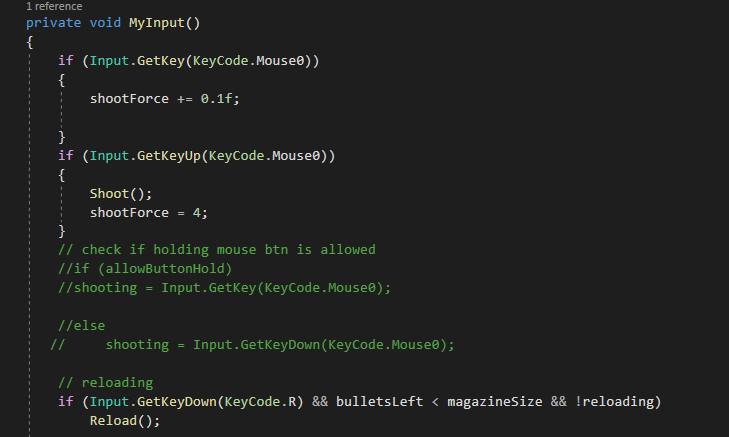 1 reference
private void MyInput()
{
if (Input.GetKey(KeyCode.Mouse0))
{
shootForce += 0.1f;
}
if (Input.GetKeyUp(KeyCode.Mouse0))
{
Shoot();
shootForce = 4;
}
// check if holding mouse btn is allowed
//if (allowButtonHold)
//shooting = Input.GetKey(KeyCode.Mouse0);
//else
//     shooting = Input.GetKeyDown(KeyCode.Mouse0);
// reloading
if (Input.GetKeyDown(KeyCode.R) && bulletsLeft < magazineSize && !reloading)
Reload();